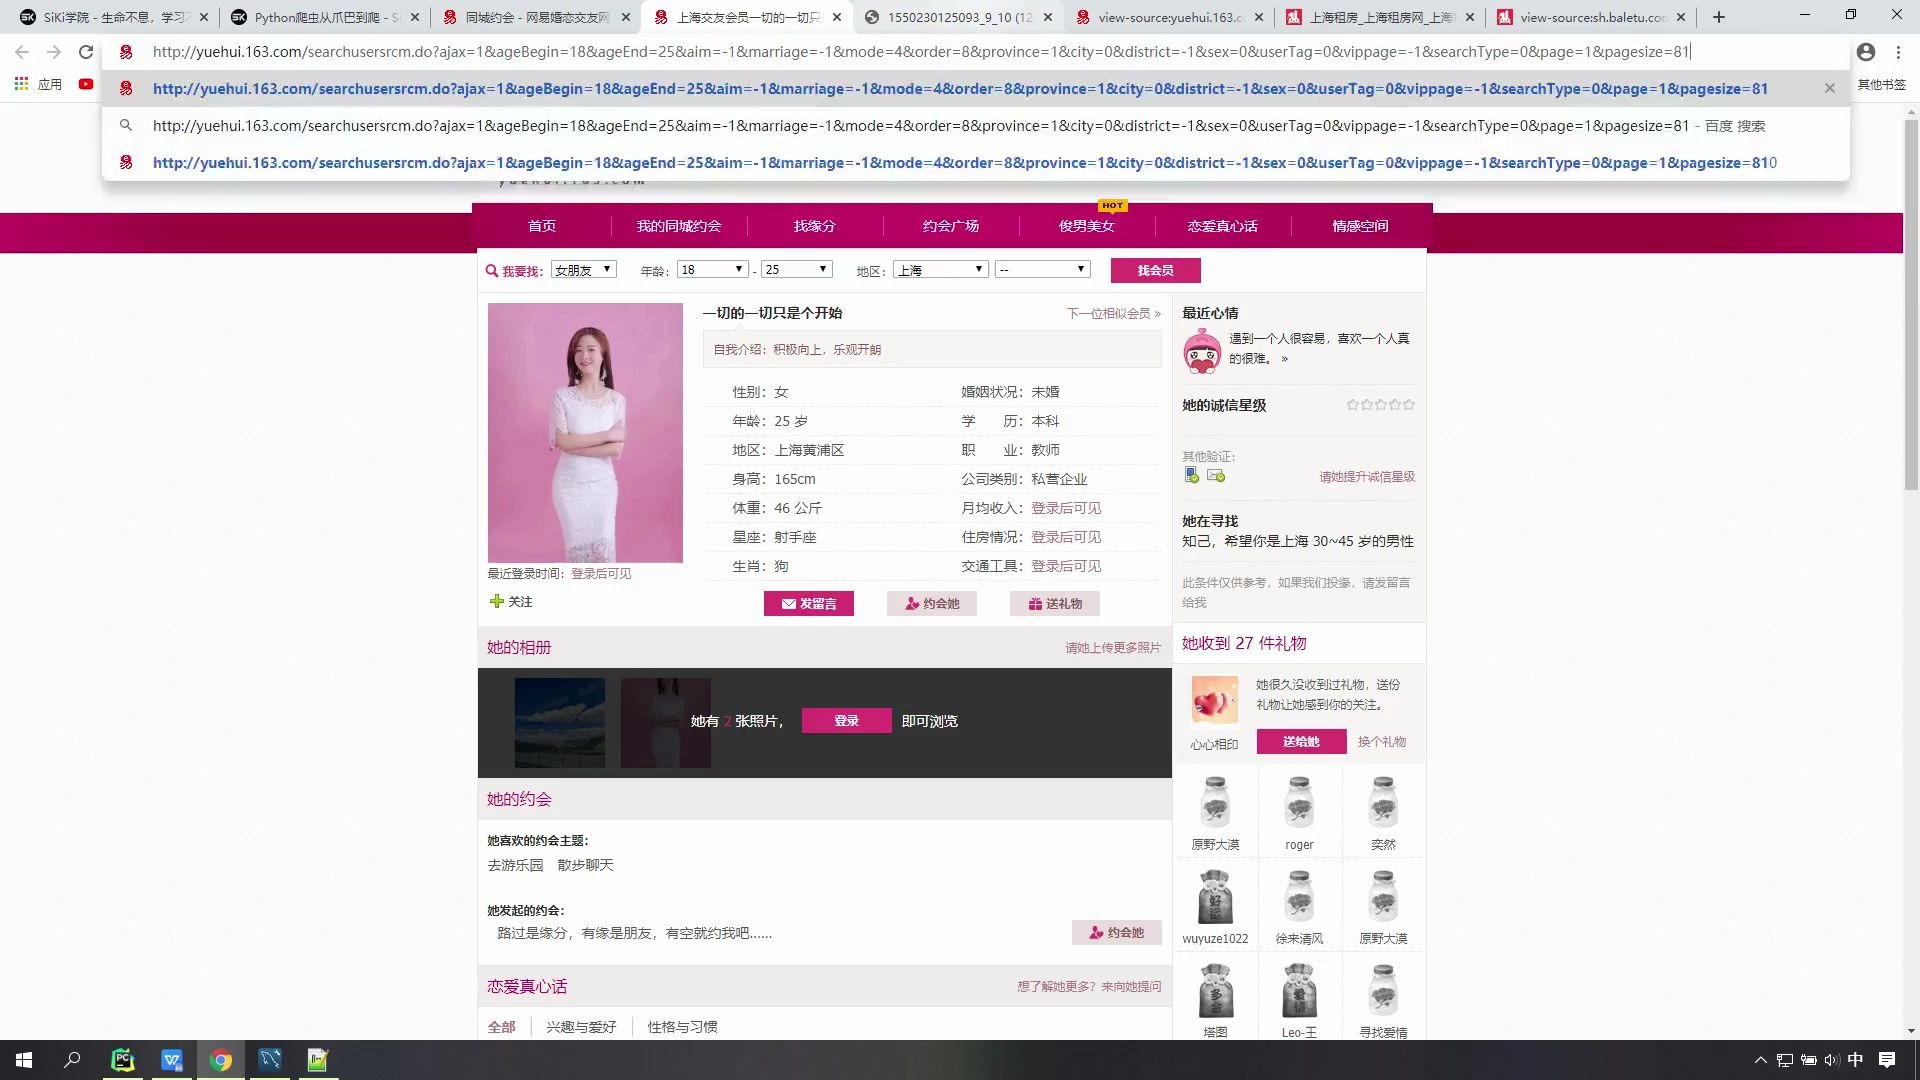 SiKi学院 - 生命不息，学习
Python爬虫从爪巴到爬 - S
同城约会 - 网易婚恋交友网
上海交友会员一切的一切只
1550230125093_9_10 (12
view-source:yuehui.163.c
上海租房_上海租房网_上海
view-source:sh.baletu.co
http://yuehui.163.com/searchusersrcm.do?ajax=1&ageBegin=18&ageEnd=25&aim=-1&marriage=-1&mode=4&order=8&province=1&city=0&district=-1&sex=0&userTag=0&vippage=-1&searchType=0&page=1&pagesize=81
应用
http://yuehui.163.com/searchusersrcm.do?ajax=1&ageBegin=18&ageEnd=25&aim=-1&marriage=-1&mode=4&order=8&province=1&city=0&district=-1&sex=0&userTag=0&vippage=-1&searchType=0&page=1&pagesize=81
其他书签
http://yuehui.163.com/searchusersrcm.do?ajax=1&ageBegin=18&ageEnd=25&aim=-1&marriage=-1&mode=4&order=8&province=1&city=0&district=-1&sex=0&userTag=0&vippage=-1&searchType=0&page=1&pagesize=81 - 百度 搜索
http://yuehui.163.com/searchusersrcm.do?ajax=1&ageBegin=18&ageEnd=25&aim=-1&marriage=-1&mode=4&order=8&province=1&city=0&district=-1&sex=0&userTag=0&vippage=-1&searchType=0&page=1&pagesize=810
HOT
首页 我的同城约会 找缘分 约会广场 俊男美女 恋爱真心话 情感空间
我要找： 女朋友 年龄： 18 - 25 地区： 上海 -- 找会员
一切的一切只是个开始
下一位相似会员 »
自我介绍：积极向上，乐观开朗
性别：女 婚姻状况：未婚
年龄：25 岁 学 历：本科
地区：上海黄浦区 职 业：教师
身高：165cm 公司类别：私营企业
体重：46 公斤 月均收入：登录后可见
星座：射手座 住房情况：登录后可见
生肖：狗 交通工具：登录后可见
最近登录时间：登录后可见
关注
发留言 约会她 送礼物
她的相册 请她上传更多照片
她有 2 张照片， 登录 即可浏览
她的约会
她喜欢的约会主题：
去游乐园 散步聊天
她发起的约会：
路过是缘分，有缘是朋友，有空就约我吧…… 约会她
恋爱真心话 想了解她更多？来向她提问
全部 兴趣与爱好 性格与习惯
最近心情
遇到一个人很容易，喜欢一个人真
的很难。 »
她的诚信星级
其他验证：
请她提升诚信星级
她在寻找
知己，希望你是上海 30~45 岁的男性
此条件仅供参考，如果我们投缘，请发留言
给我
她收到 27 件礼物
她很久没收到过礼物，送份
礼物让她感到你的关注。
心心相印 送给她 换个礼物
原野大漠 roger 奕然
好运
wuyuze1022 徐来清风 原野大漠
多金 爱情
塔图 Leo-王 寻找爱情
中